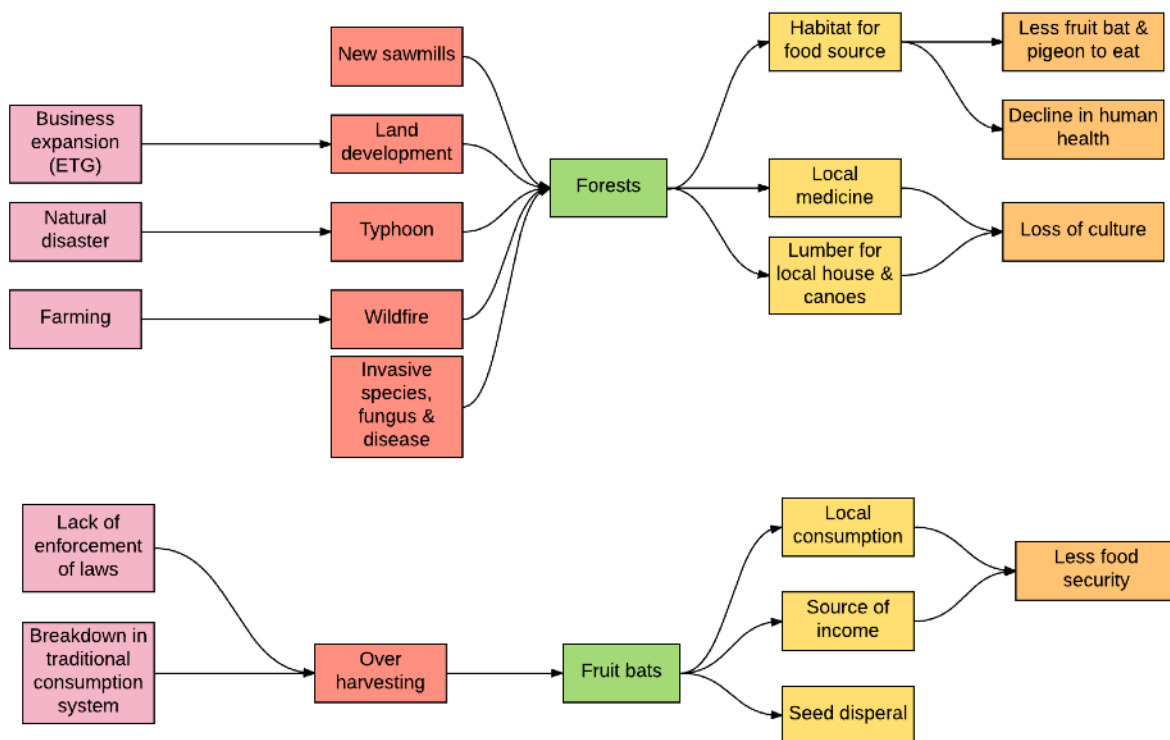 New sawmills
Business
expansion
(ETG)
Land
development
Natural
disaster
Typhoon
Farming
Wildfire
Invasive
species,
fungus &
disease
Forests
Habitat for
food source
Local
medicine
Lumber for
local house &
canoes
Less fruit bat &
pigeon to eat
Decline in human
health
Loss of culture
Lack of
enforcement
of laws
Breakdown in
traditional
consumption
system
Over
harvesting
Fruit bats
Local
consumption
Source of
income
Seed disperal
Less food
security